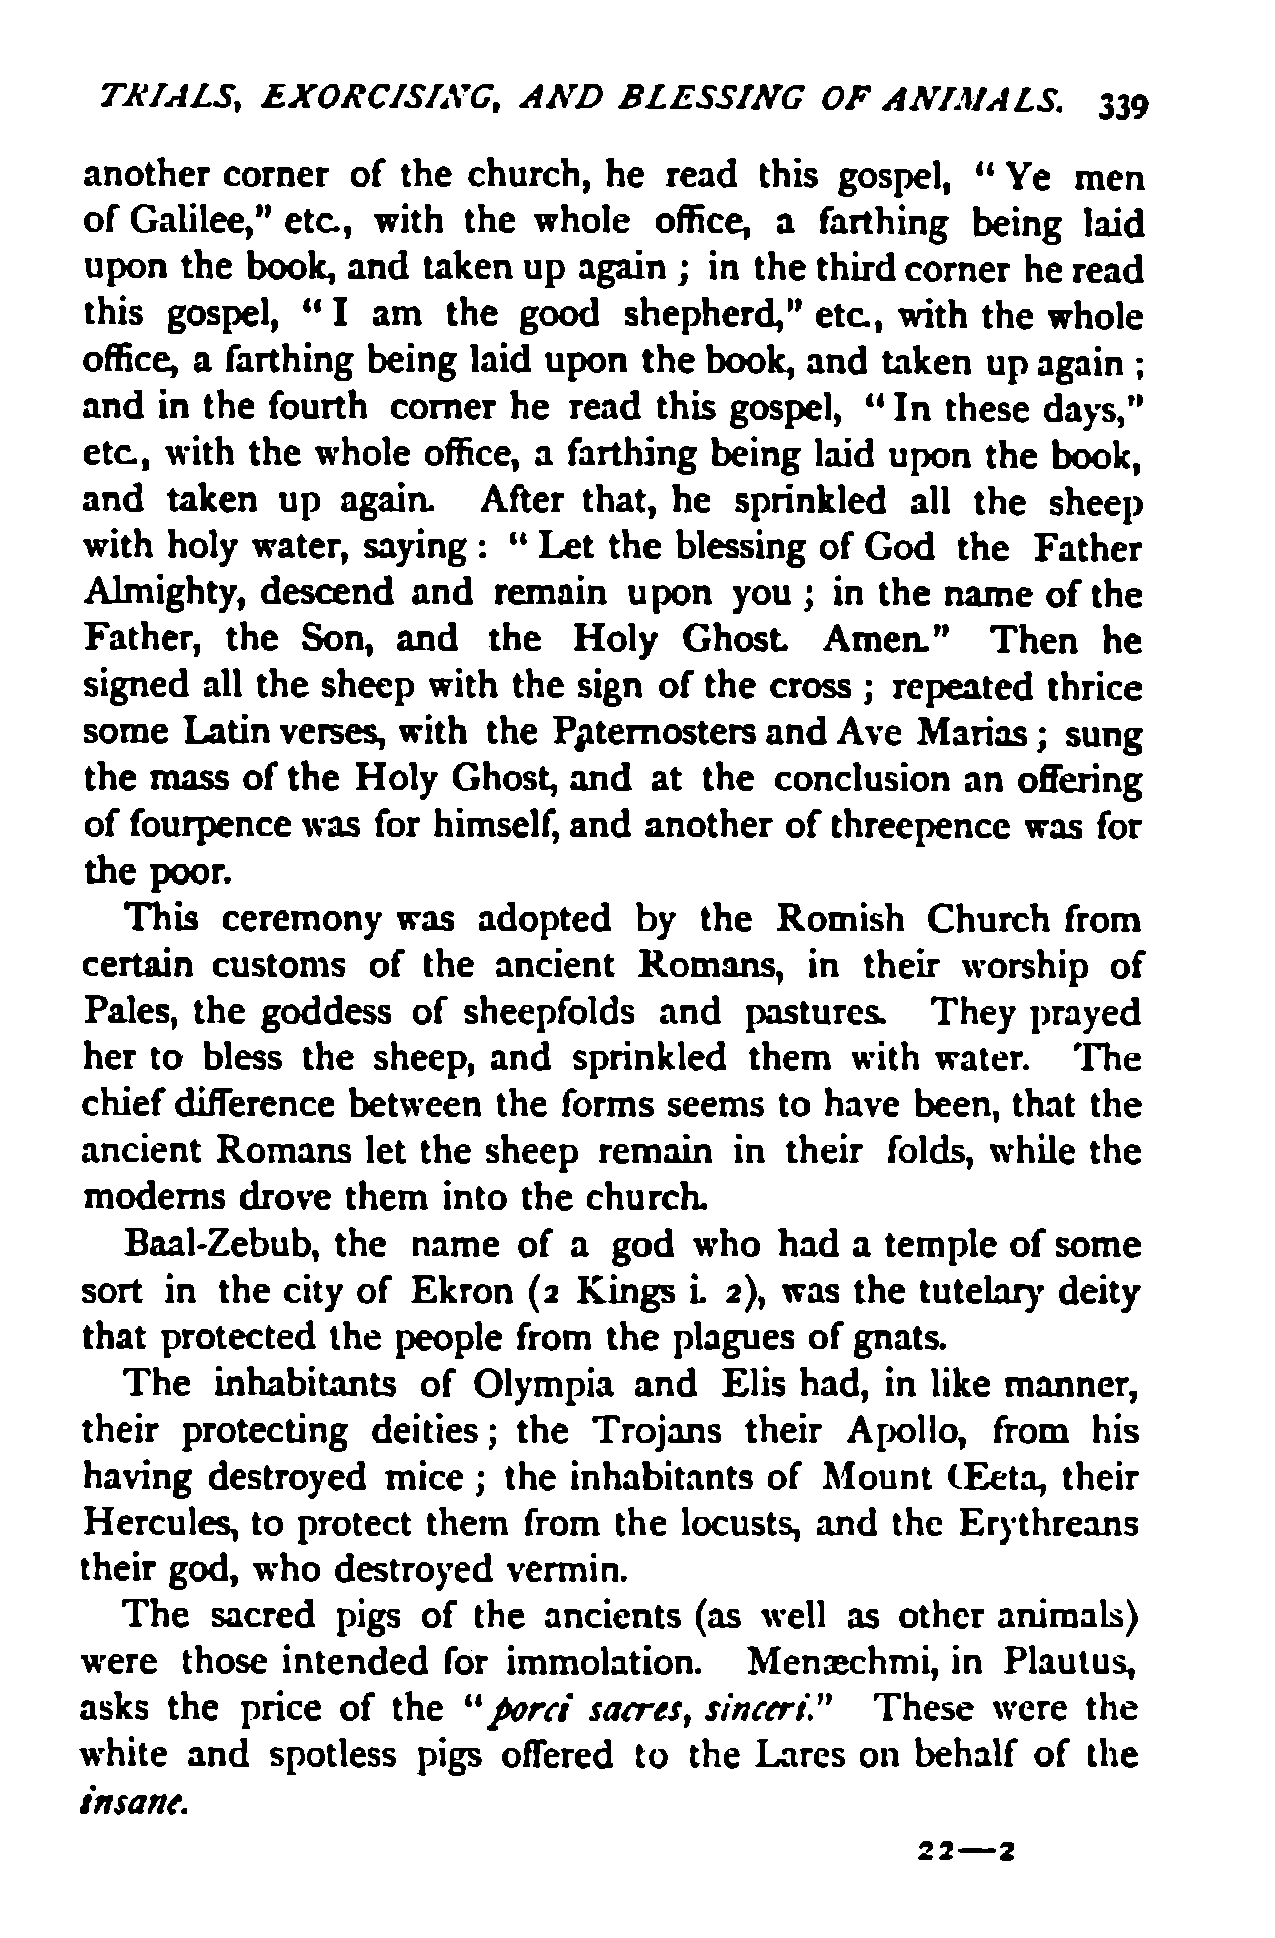 TRIALS, EXORCISING, AND BLESSING OF ANIMALS. 339
another corner of the church, he read this gospel, “Ye men
of Galilee,” etc., with the whole office, a farthing being laid
upon the book, and taken up again ; in the third corner he read
this gospel, “I am the good shepherd,” etc., with the whole
office, a farthing being laid upon the book, and taken up again ;
and in the fourth corner he read this gospel, “In these days,”
etc., with the whole office, a farthing being laid upon the book,
and taken up again. After that, he sprinkled all the sheep
with holy water, saying : “Let the blessing of God the Father
Almighty, descend and remain upon you ; in the name of the
Father, the Son, and the Holy Ghost. Amen.” Then he
signed all the sheep with the sign of the cross ; repeated thrice
some Latin verses, with the Paternosters and Ave Marias ; sung
the mass of the Holy Ghost, and at the conclusion an offering
of fourpence was for himself, and another of threepence was for
the poor.
This ceremony was adopted by the Romish Church from
certain customs of the ancient Romans, in their worship of
Pales, the goddess of sheepfolds and pastures. They prayed
her to bless the sheep, and sprinkled them with water. The
chief difference between the forms seems to have been, that the
ancient Romans let the sheep remain in their folds, while the
moderns drove them into the church.
Baal-Zebub, the name of a god who had a temple of some
sort in the city of Ekron (2 Kings i. 2), was the tutelary deity
that protected the people from the plagues of gnats.
The inhabitants of Olympia and Elis had, in like manner,
their protecting deities ; the Trojans their Apollo, from his
having destroyed mice ; the inhabitants of Mount Œeta, their
Hercules, to protect them from the locusts, and the Erythreans
their god, who destroyed vermin.
The sacred pigs of the ancients (as well as other animals)
were those intended for immolation. Menæchmi, in Plautus,
asks the price of the “porci sacres, sinceri.” These were the
white and spotless pigs offered to the Lares on behalf of the
insane.
22—2